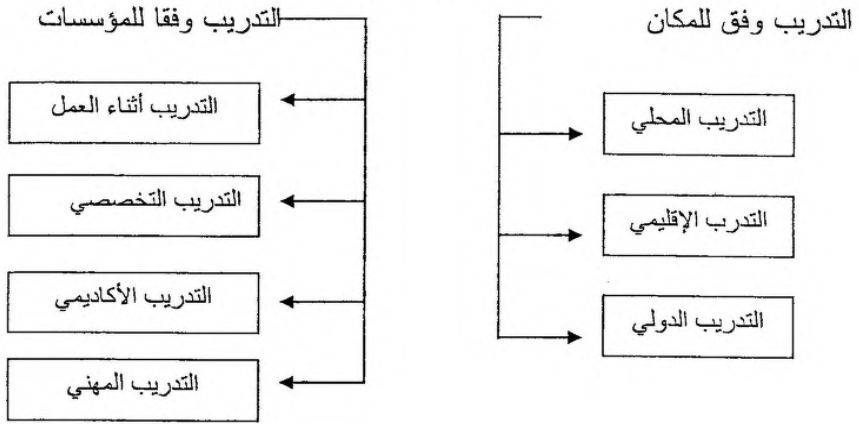 التدريب وفق للمكان
التدريب المحلي
التدرب الإقليمي
التدريب الدولي
التدريب وفقا للمؤسسات
التدريب أثناء العمل
التدريب التخصصي
التدريب الأكاديمي
التدريب المهني